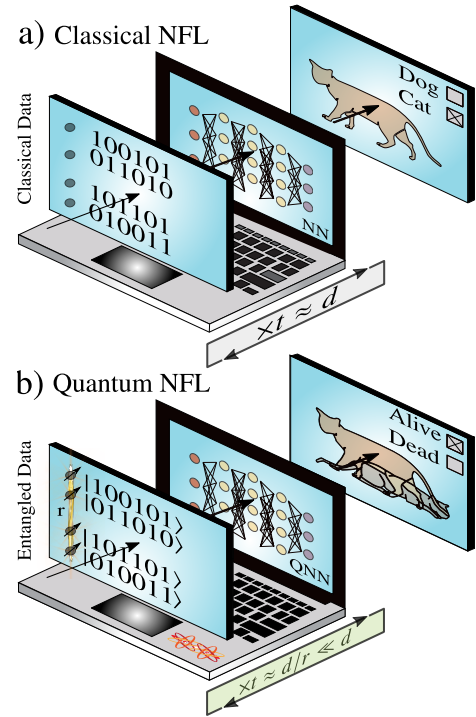 a) Classical NFL
Classical Data
100101
011010
101101
010011
NN
Dog
Cat
×t ≈ d
b) Quantum NFL
Entangled Data
r
|100101⟩
|011010⟩
|101101⟩
|010011⟩
QNN
Alive
Dead
×t ≈ d/r ≪ d